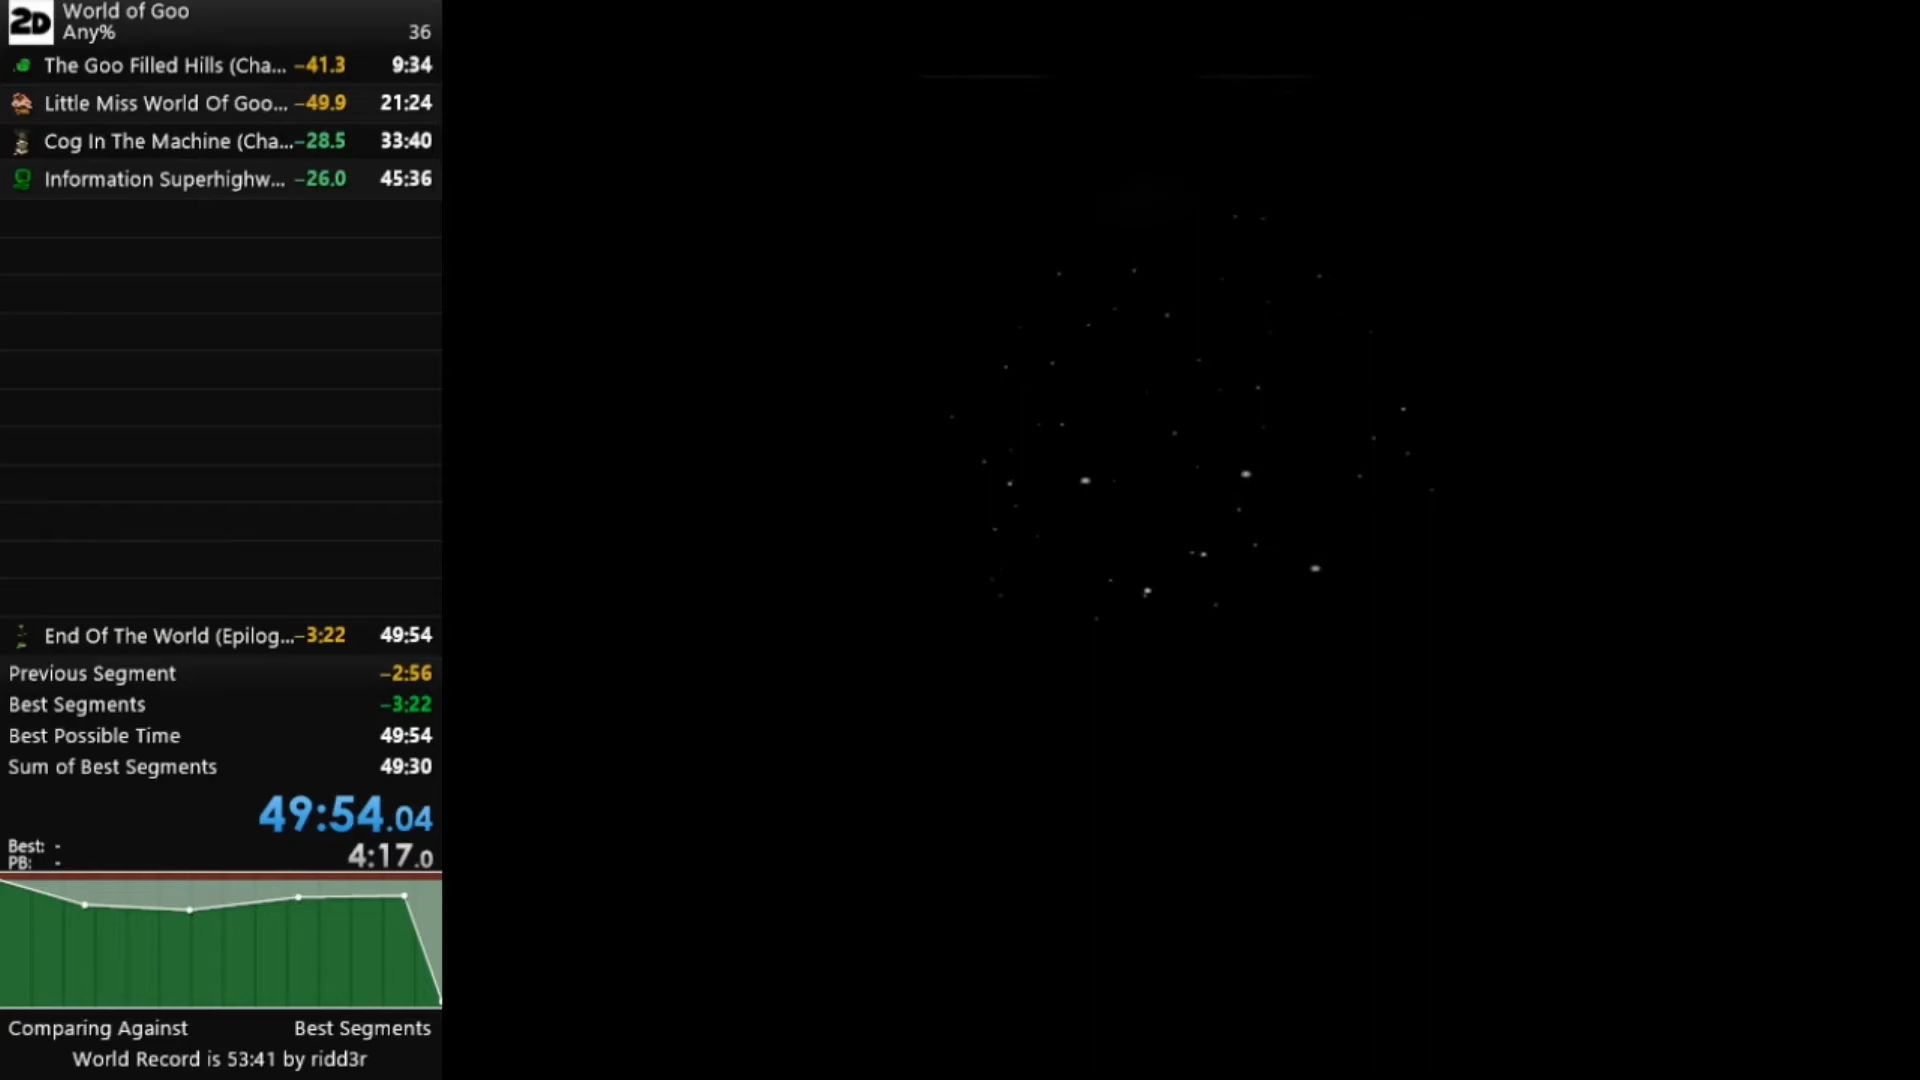 2D
World of Goo
Any% 36
The Goo Filled Hills (Cha... −41.3 9:34
Little Miss World Of Goo... −49.9 21:24
Cog In The Machine (Cha... −28.5 33:40
Information Superhighw... −26.0 45:36
End Of The World (Epilog... −3:22 49:54
Previous Segment −2:56
Best Segments −3:22
Best Possible Time 49:54
Sum of Best Segments 49:30
49:54.04
Best: - 4:17.0
PB: -
Comparing Against Best Segments
World Record is 53:41 by ridd3r